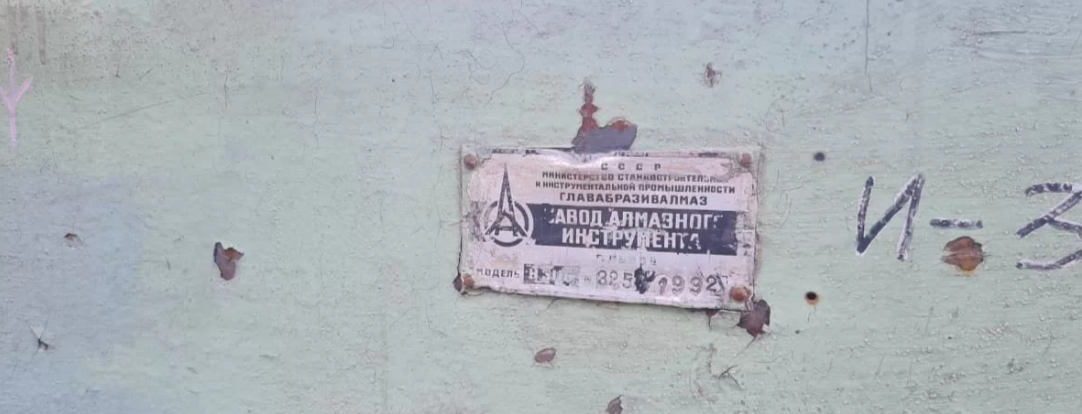 СССР
МИНИСТЕРСТВО СТАНКОСТРОИТЕЛЬНОЙ
И ИНСТРУМЕНТАЛЬНОЙ ПРОМЫШЛЕННОСТИ
ГЛАВАБРАЗИВАЛМАЗ
ЗАВОД АЛМАЗНОГО
ИНСТРУМЕНТА
МОДЕЛЬ 1992
И-3